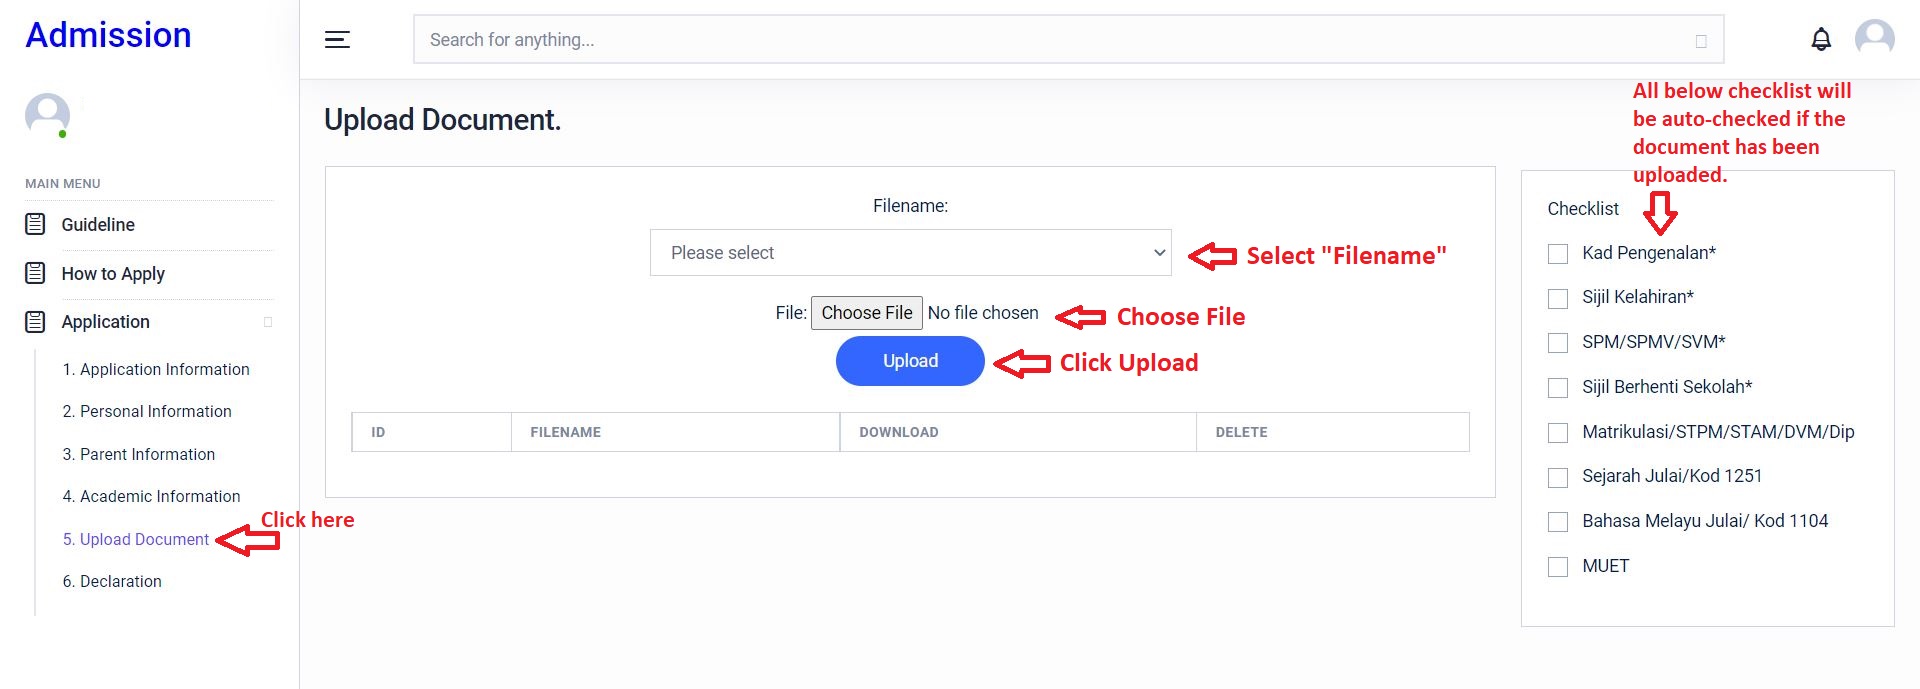 Admission
Search for anything...
MAIN MENU
Guideline
How to Apply
Application
1. Application Information
2. Personal Information
3. Parent Information
4. Academic Information
5. Upload Document
Click here
6. Declaration
Upload Document.
Filename:
Please select
Select "Filename"
File: Choose File No file chosen
Choose File
Upload
Click Upload
ID FILENAME DOWNLOAD DELETE
All below checklist will
be auto-checked if the
document has been
uploaded.
Checklist
Kad Pengenalan*
Sijil Kelahiran*
SPM/SPMV/SVM*
Sijil Berhenti Sekolah*
Matrikulasi/STPM/STAM/DVM/Dip
Sejarah Julai/Kod 1251
Bahasa Melayu Julai/ Kod 1104
MUET